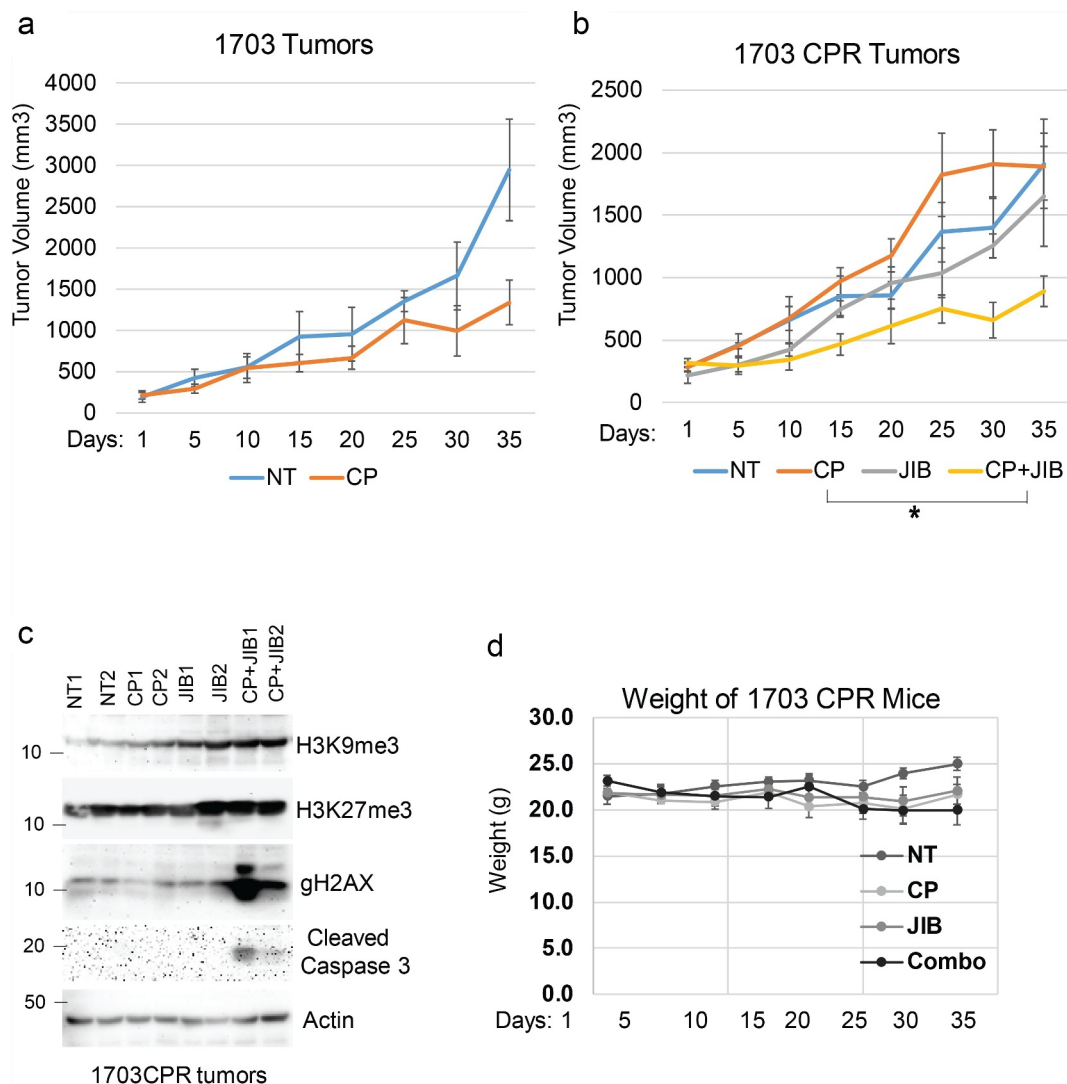 a
1703 Tumors
Tumor Volume (mm3)
4000
3500
3000
2500
2000
1500
1000
500
0
Days: 1 5 10 15 20 25 30 35
NT CP
b
1703 CPR Tumors
Tumor Volume (mm3)
2500
2000
1500
1000
500
0
Days: 1 5 10 15 20 25 30 35
NT CP JIB CP+JIB
*
c
NT1 NT2 CP1 CP2 JIB1 JIB2 CP+JIB1 CP+JIB2
10 H3K9me3
H3K27me3
10
gH2AX
10
20 Cleaved
Caspase 3
50
Actin
1703CPR tumors
d
Weight of 1703 CPR Mice
Weight (g)
30.0
25.0
20.0
15.0
10.0
5.0
0.0
NT
CP
JIB
Combo
Days: 1 5 10 15 20 25 30 35